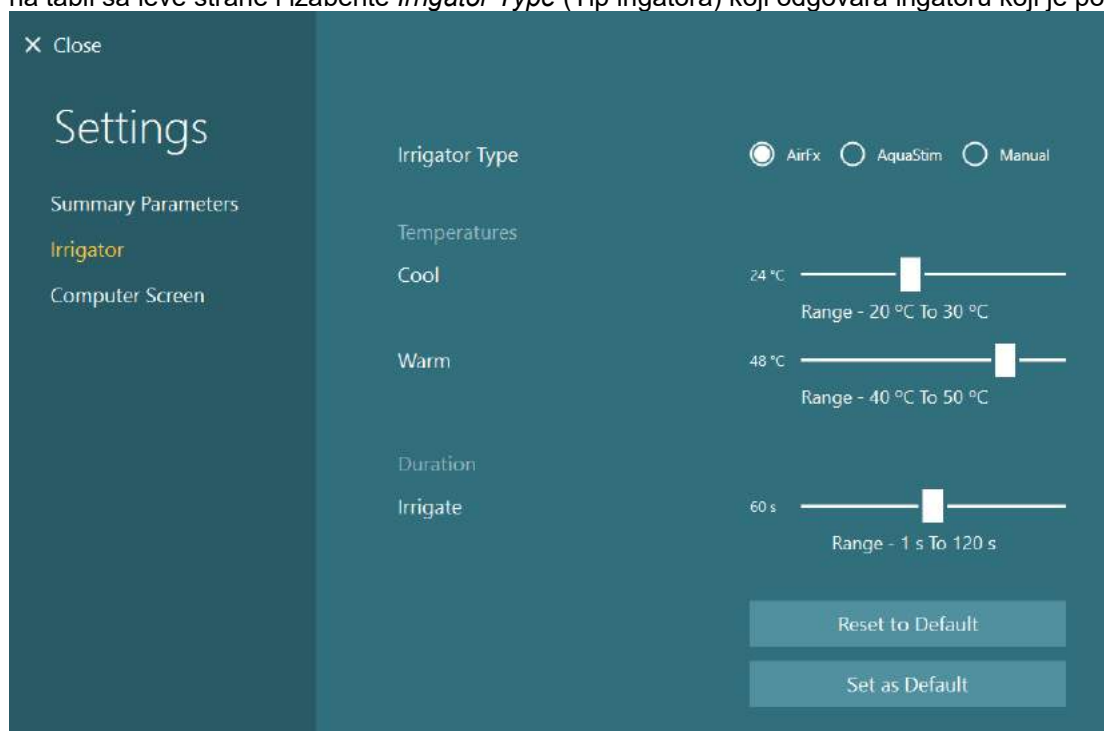 na tabli sa leve strane i izaberite Irrigator Type (Tip irigatora) koji odgovara irigatoru koji je po
× Close
Settings
Summary Parameters
Irrigator
Computer Screen
Irrigator Type AirFx AquaStim Manual
Temperatures
Cool 24 °C
Range - 20 °C To 30 °C
Warm 48 °C
Range - 40 °C To 50 °C
Duration
Irrigate 60 s
Range - 1 s To 120 s
Reset to Default
Set as Default